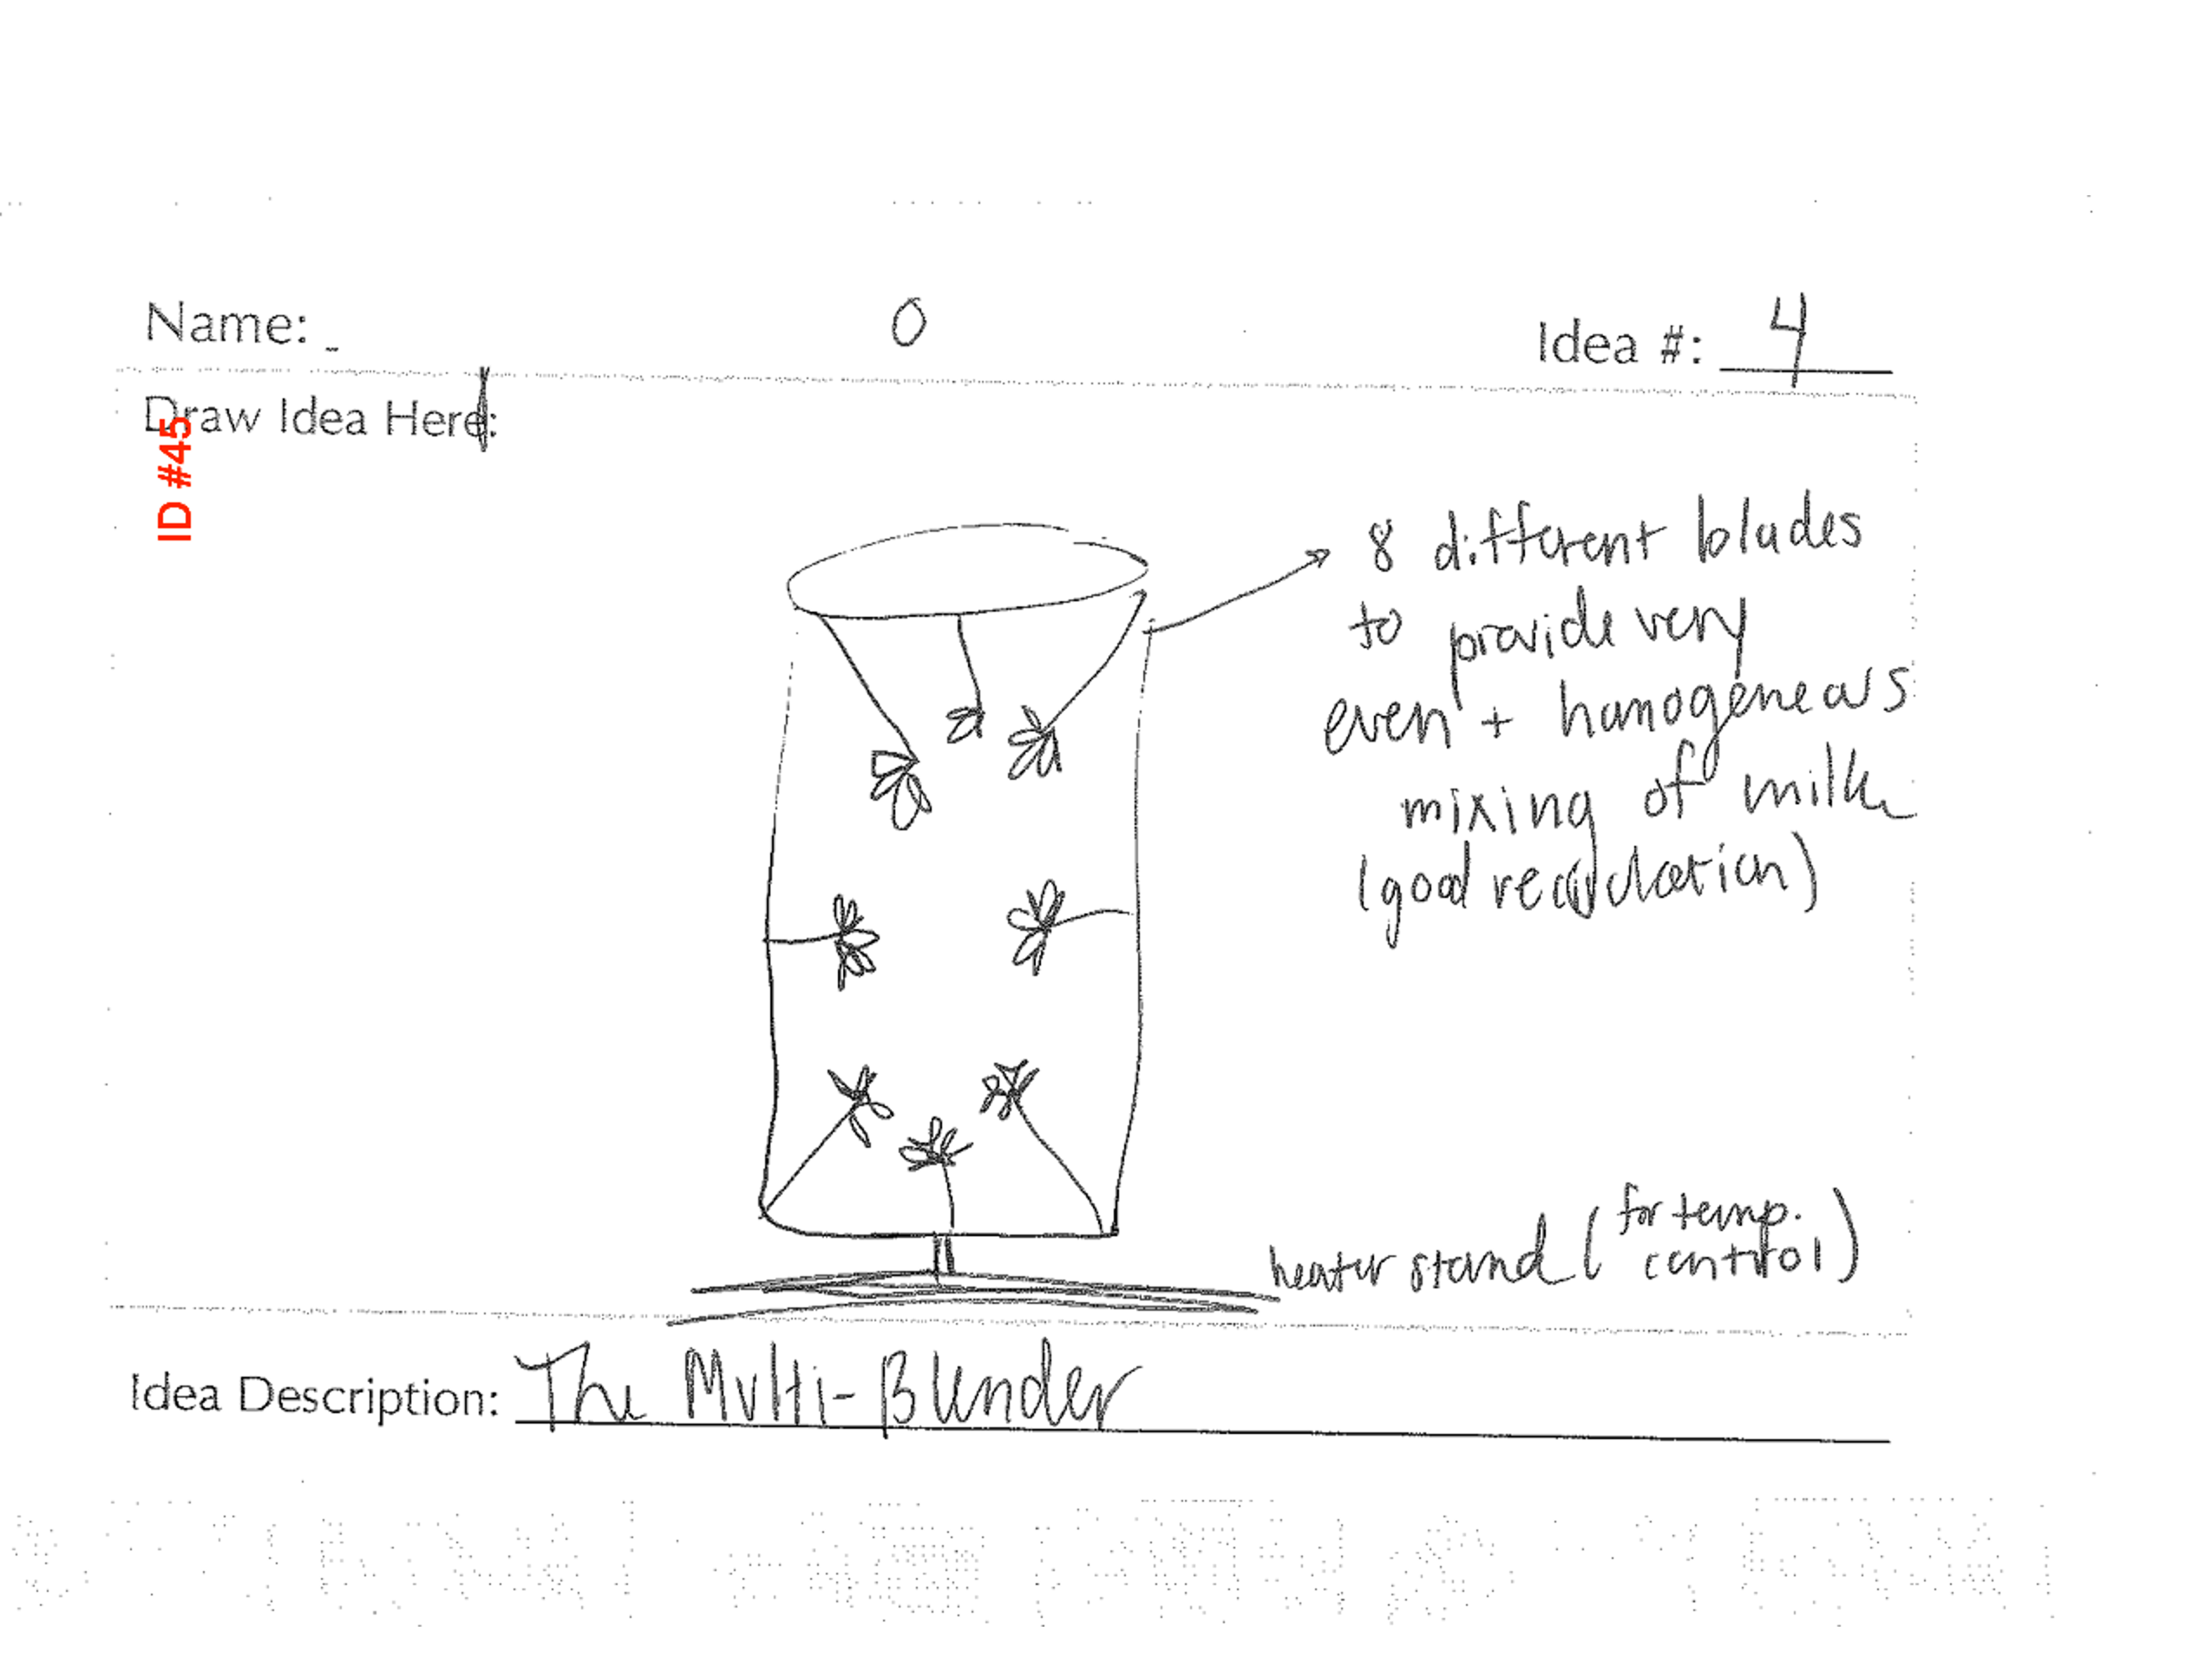 Name:
O
Idea #: 4
Draw Idea Here:
ID #45
8 different blades
to provide very
even + homogeneous
mixing of milk
(good recirculation)
heater stand (for temp.
control)
Idea Description: The Multi-Blender